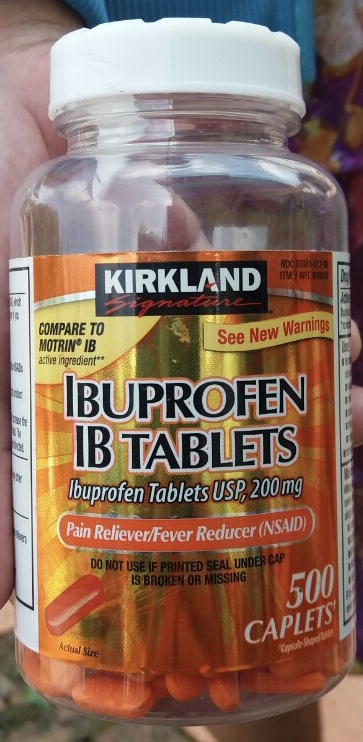 KIRKLAND
Signature
COMPARE TO
MOTRIN® IB
active ingredient**
See New Warnings
IBUPROFEN
IB TABLETS
Ibuprofen Tablets USP, 200 mg
Pain Reliever/Fever Reducer (NSAID)
DO NOT USE IF PRINTED SEAL UNDER CAP
IS BROKEN OR MISSING
500
CAPLETS†
†Capsule-Shaped Tablets
Actual Size